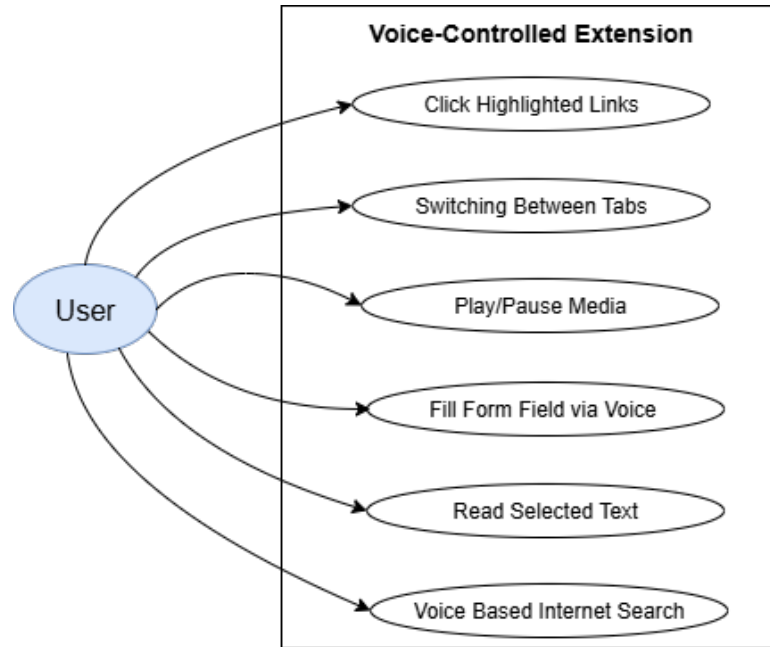 Voice-Controlled Extension
Click Highlighted Links
Switching Between Tabs
User
Play/Pause Media
Fill Form Field via Voice
Read Selected Text
Voice Based Internet Search